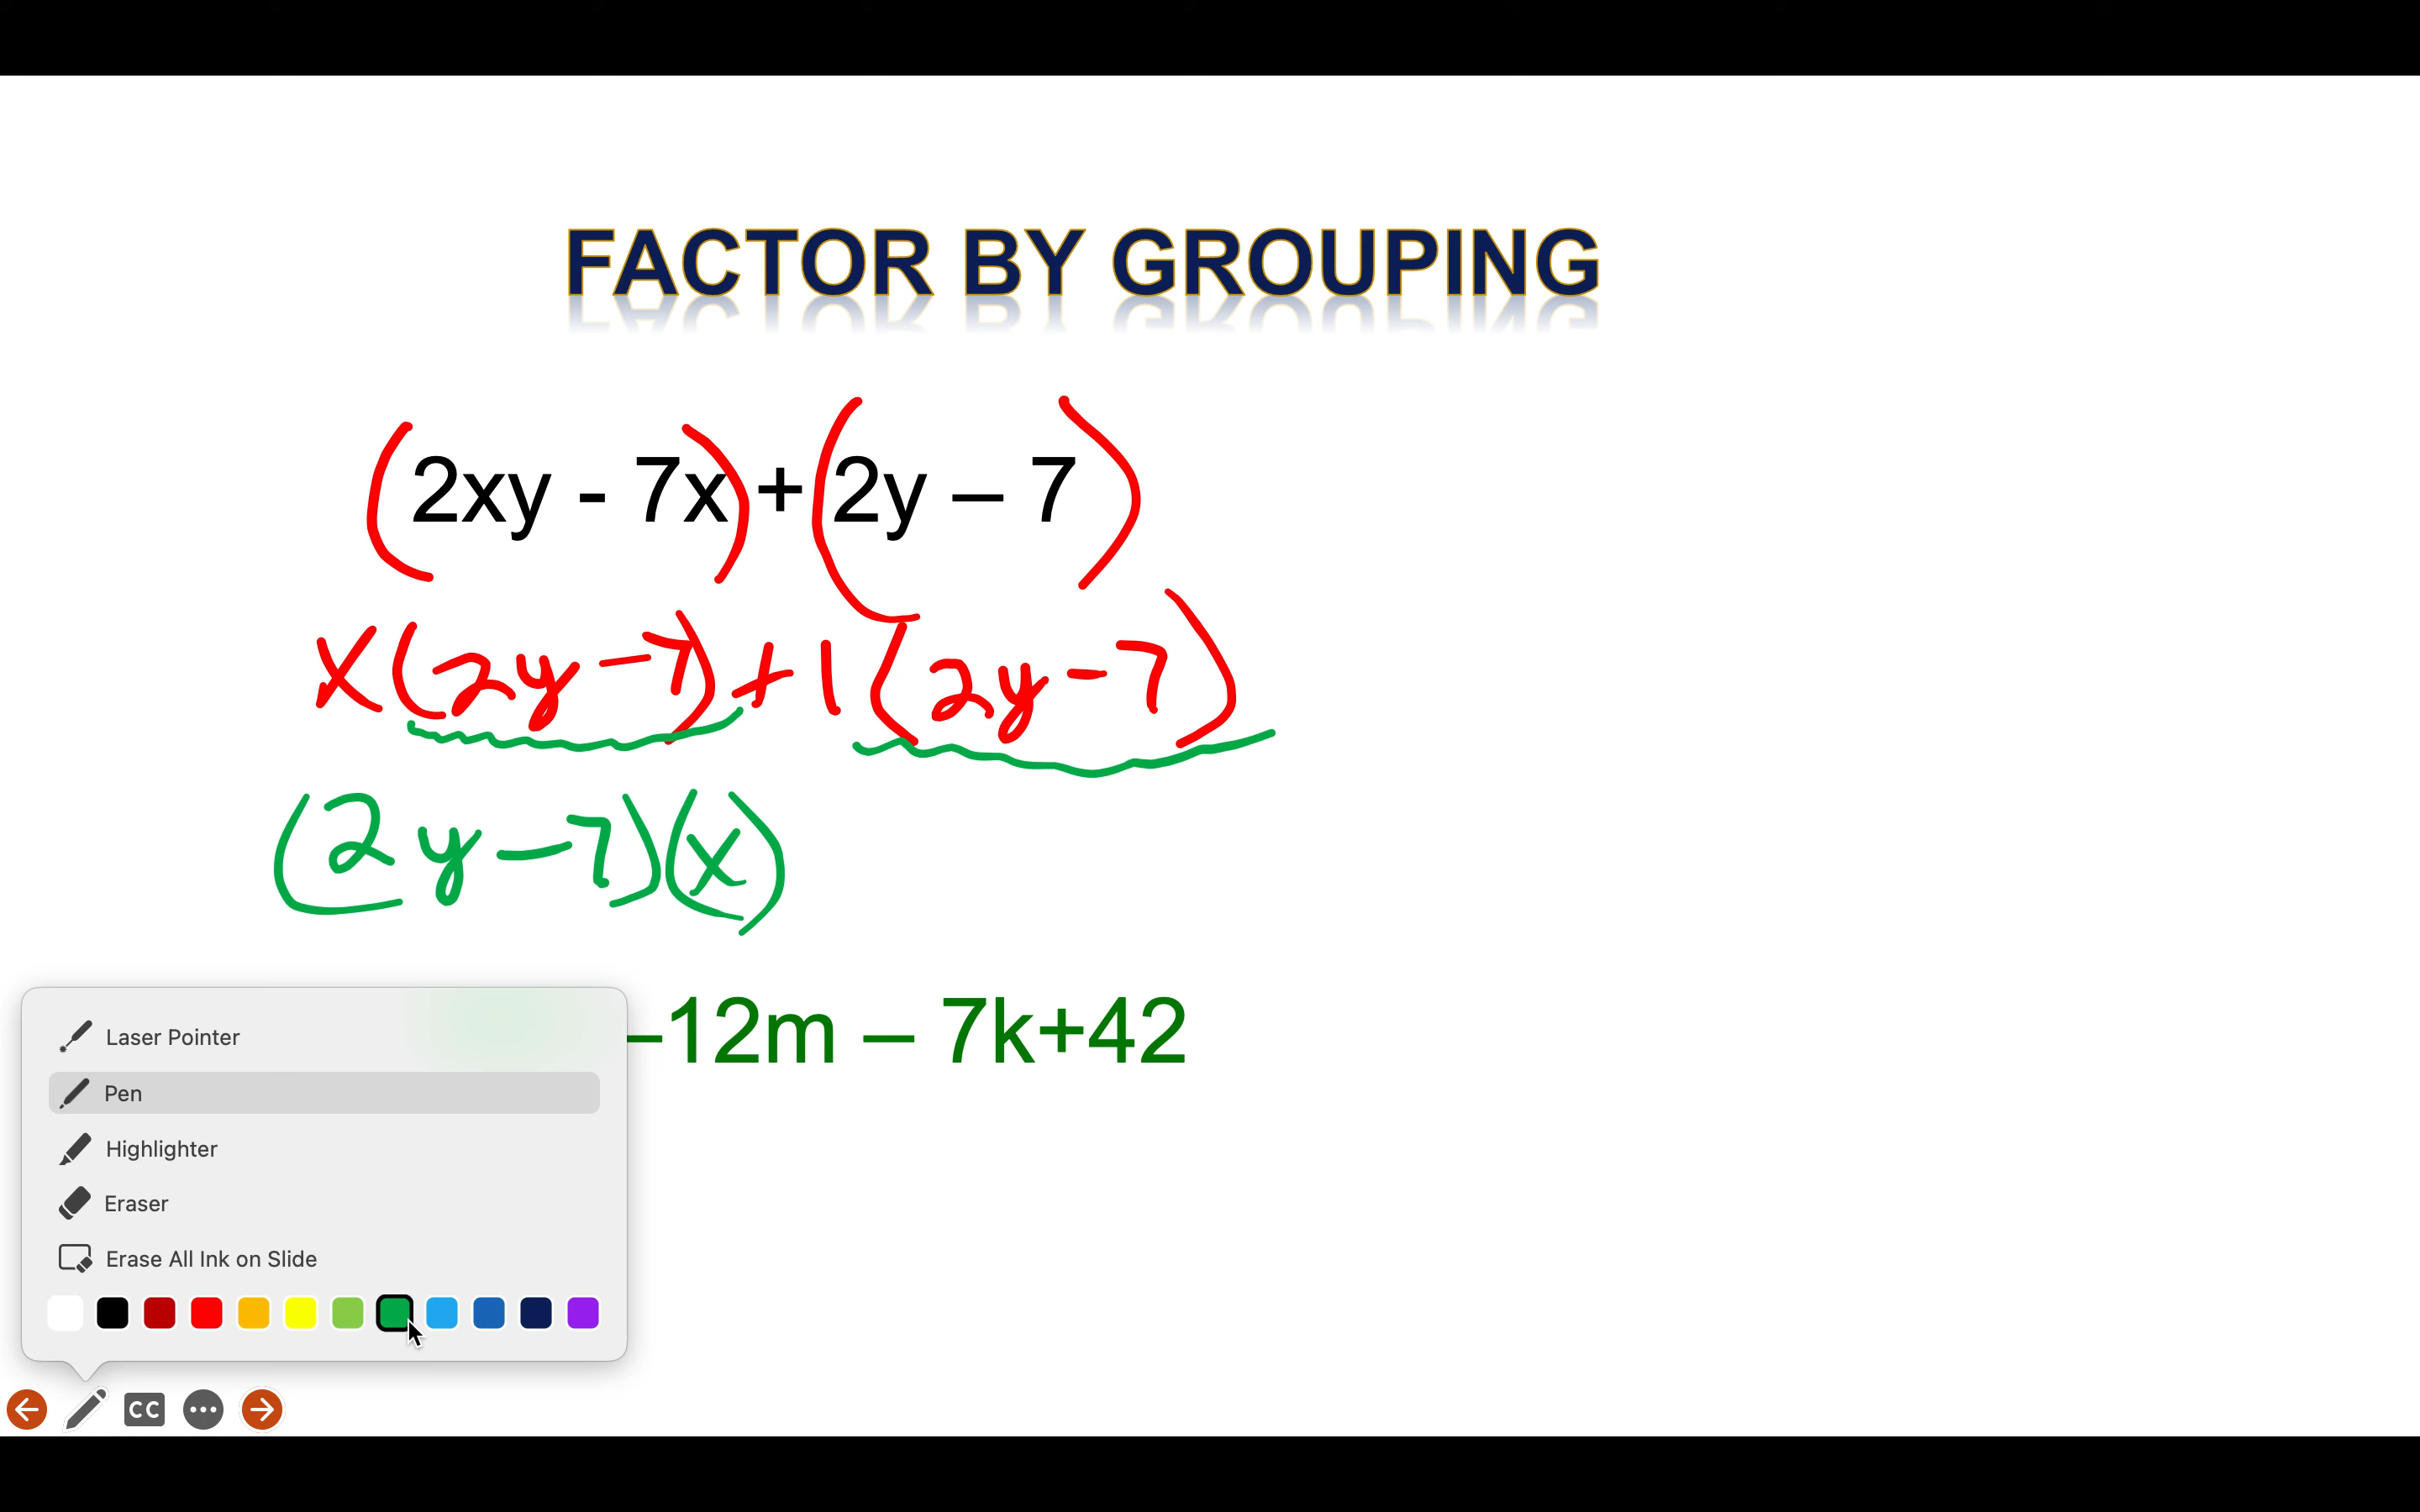 FACTOR BY GROUPING
(2xy - 7x)+(2y – 7)
x(2y-7)+1(2y-7)
(2y-7)(x)
–12m – 7k+42
Laser Pointer
Pen
Highlighter
Eraser
Erase All Ink on Slide
CC